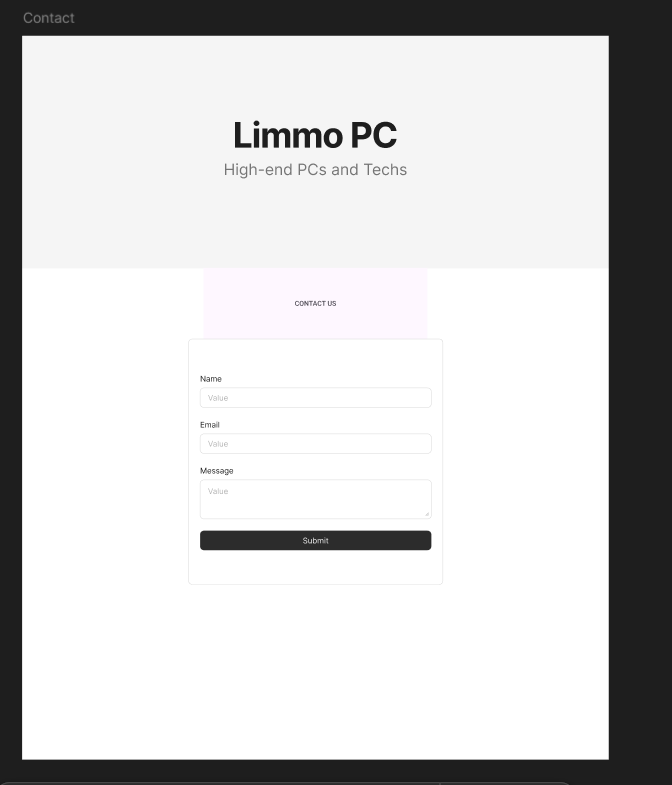 Contact
Limmo PC
High-end PCs and Techs
CONTACT US
Name
Value
Email
Value
Message
Value
Submit